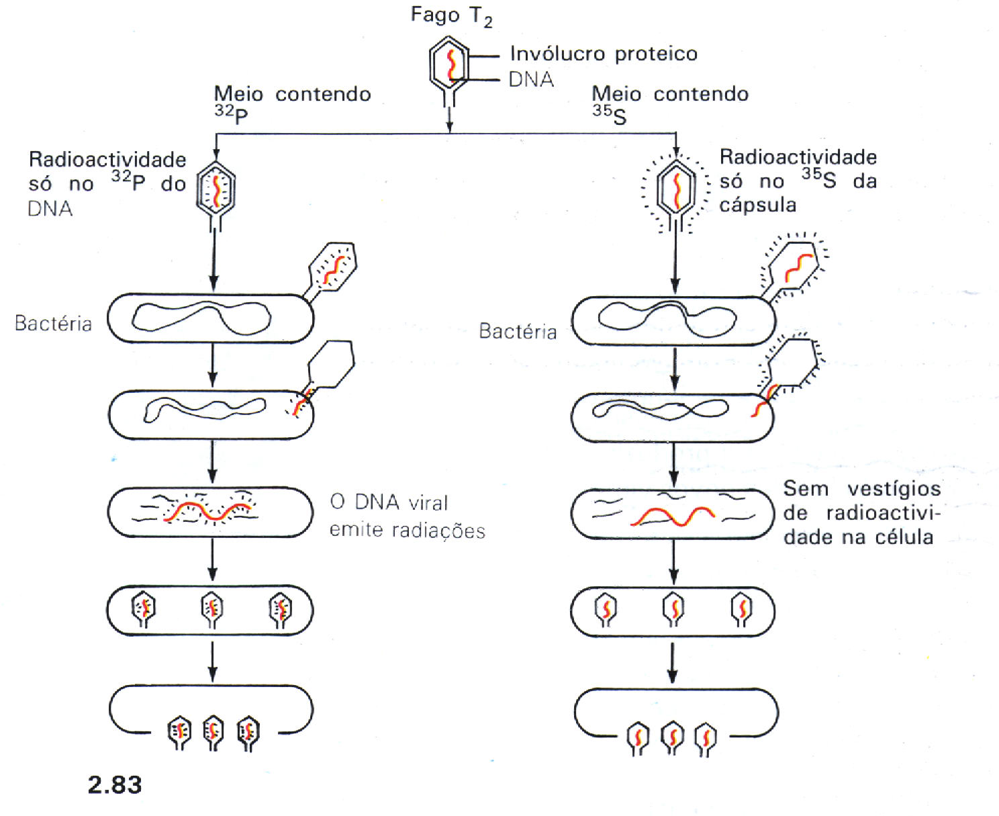 Fago T₂
Invólucro proteico
DNA
Meio contendo
³²P
Meio contendo
³⁵S
Radioactividade
só no ³²P do
DNA
Radioactividade
só no ³⁵S da
cápsula
Bactéria
Bactéria
O DNA viral
emite radiações
Sem vestígios
de radioactivi-
dade na célula
2.83